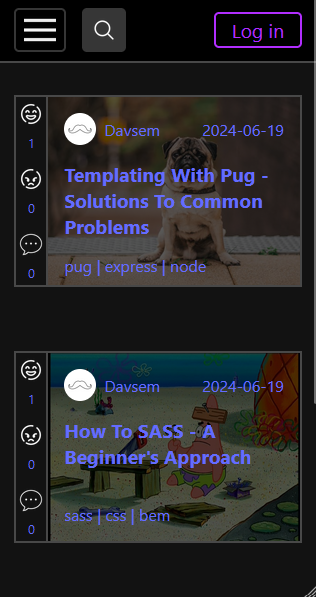 Log in
Davsem 2024-06-19
1
Templating With Pug -
Solutions To Common
Problems
0
pug | express | node
0
Davsem 2024-06-19
1
How To SASS - A
Beginner's Approach
0
sass | css | bem
0